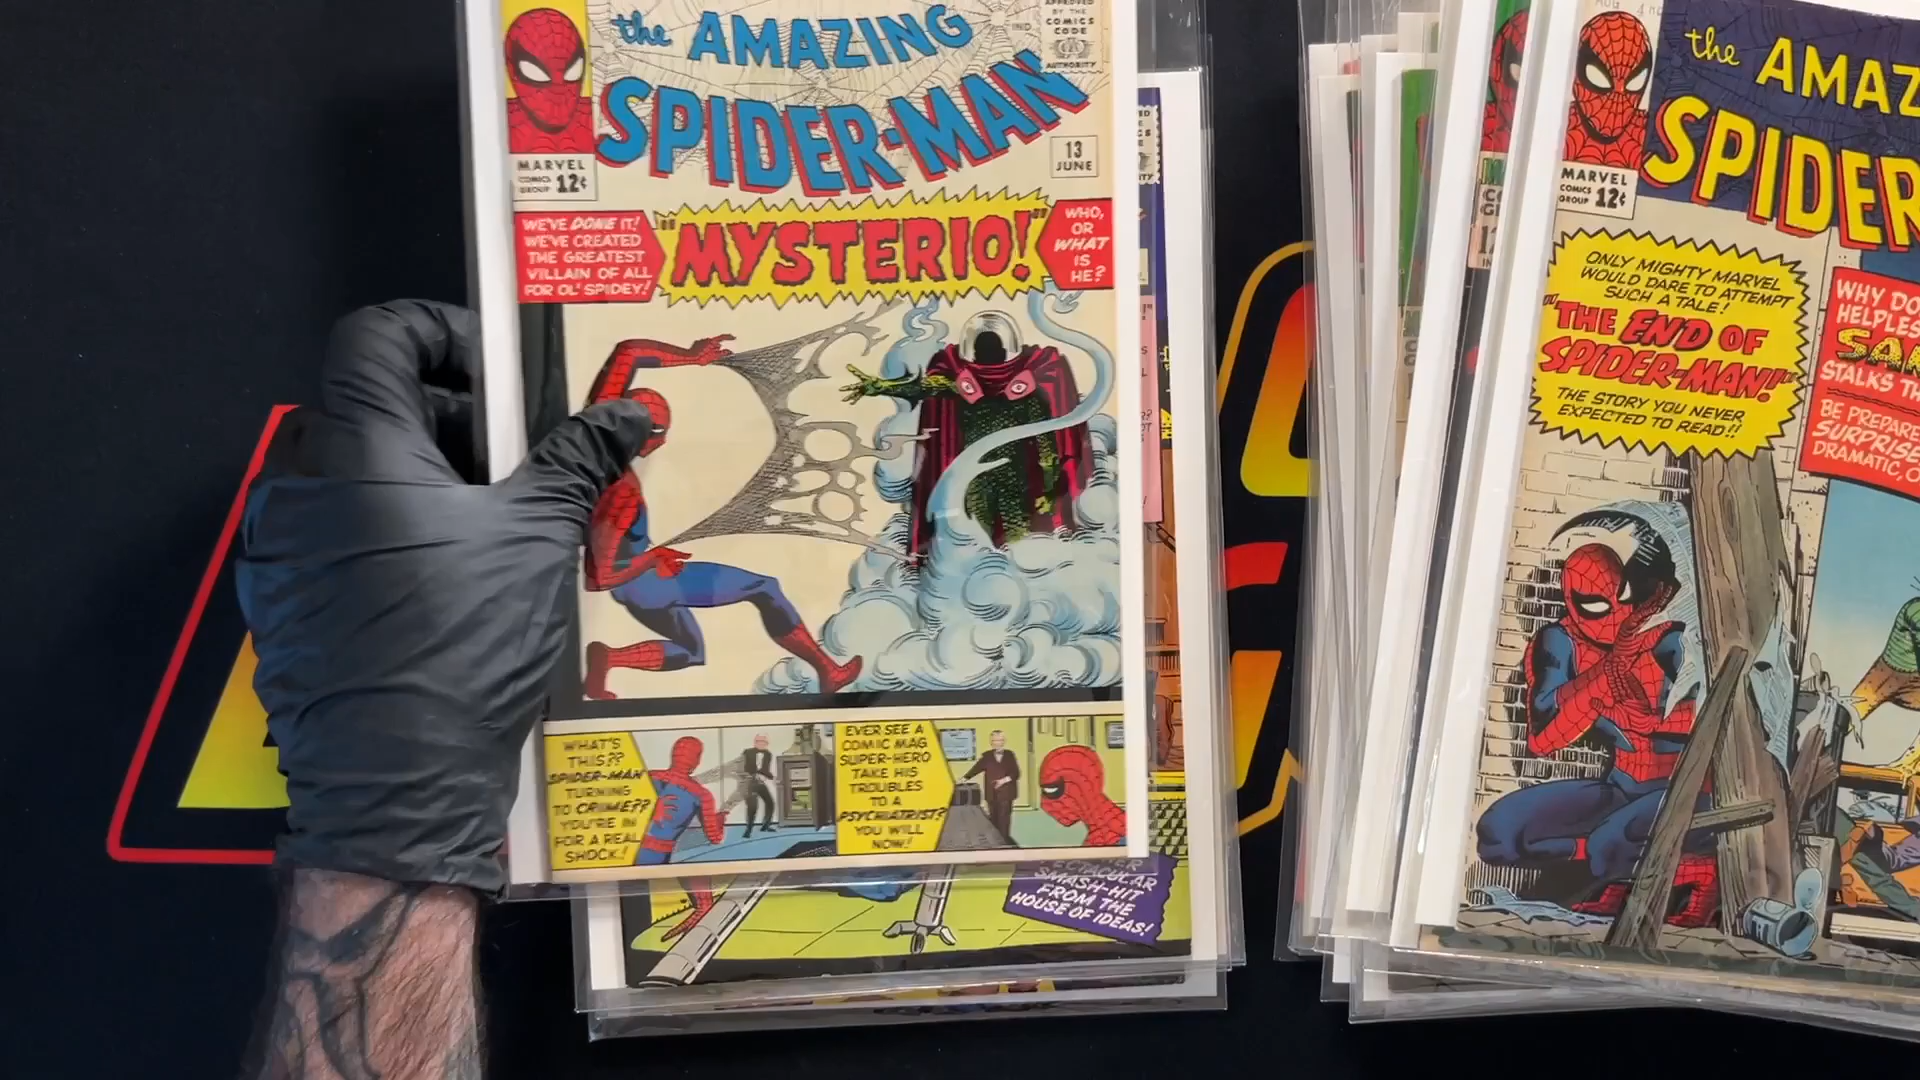 the AMAZING
SPIDER-MAN
APPROVED
BY THE
COMICS
CODE
AUTHORITY
IND
MARVEL
COMICS
GROUP 12¢
13
JUNE
WE'VE DONE IT!
WE'VE CREATED
THE GREATEST
VILLAIN OF ALL
FOR OL' SPIDEY!
"MYSTERIO!"
WHO,
OR
WHAT
IS
HE?
WHAT'S
THIS??
SPIDER-MAN
TURNING
TO CRIME??
YOU'RE IN
FOR A REAL
SHOCK!
EVER SEE A
COMIC MAG
SUPER-HERO
TAKE HIS
TROUBLES
TO A
PSYCHIATRIST?
YOU WILL
NOW!
SMASH-HIT
FROM THE
HOUSE OF IDEAS!
AUG
the AMAZ
SPIDER
MARVEL
COMICS
GROUP 12¢
ONLY MIGHTY MARVEL
WOULD DARE TO ATTEMPT
SUCH A TALE!
"THE END OF
SPIDER-MAN!"
THE STORY YOU NEVER
EXPECTED TO READ!!
WHY DO
HELPLES
SAN
STALKS TH
BE PREPARE
SURPRISE
DRAMATIC, O